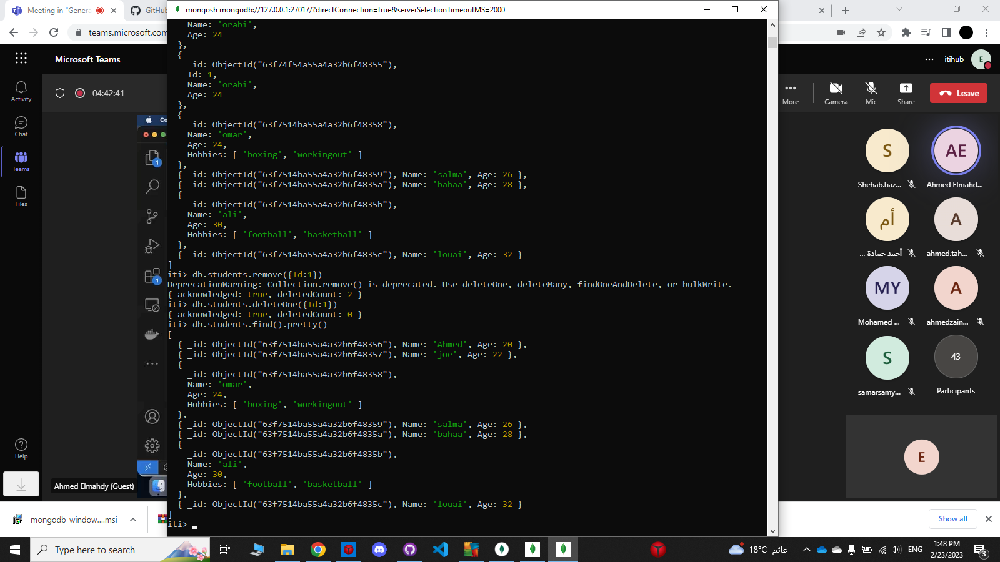 Meeting in "Genera
GitHub
mongosh mongodb://127.0.0.1:27017/?directConnection=true&serverSelectionTimeoutMS=2000
teams.microsoft.com
Microsoft Teams
itihub
E
04:42:41
More
Camera
Mic
Share
Leave
Activity
Chat
Teams
Files
Help
Co
1
1
Name: 'orabi',
Age: 24
},
{
_id: ObjectId("63f74f54a55a4a32b6f48355"),
Id: 1,
Name: 'orabi',
Age: 24
},
{
_id: ObjectId("63f7514ba55a4a32b6f48358"),
Name: 'omar',
Age: 24,
Hobbies: [ 'boxing', 'workingout' ]
},
{ _id: ObjectId("63f7514ba55a4a32b6f48359"), Name: 'salma', Age: 26 },
{ _id: ObjectId("63f7514ba55a4a32b6f4835a"), Name: 'bahaa', Age: 28 },
{
_id: ObjectId("63f7514ba55a4a32b6f4835b"),
Name: 'ali',
Age: 30,
Hobbies: [ 'football', 'basketball' ]
},
{ _id: ObjectId("63f7514ba55a4a32b6f4835c"), Name: 'louai', Age: 32 }
]
iti> db.students.remove({Id:1})
DeprecationWarning: Collection.remove() is deprecated. Use deleteOne, deleteMany, findOneAndDelete, or bulkWrite.
{ acknowledged: true, deletedCount: 2 }
iti> db.students.deleteOne({Id:1})
{ acknowledged: true, deletedCount: 0 }
iti> db.students.find().pretty()
[
{ _id: ObjectId("63f7514ba55a4a32b6f48356"), Name: 'Ahmed', Age: 20 },
{ _id: ObjectId("63f7514ba55a4a32b6f48357"), Name: 'joe', Age: 22 },
{
_id: ObjectId("63f7514ba55a4a32b6f48358"),
Name: 'omar',
Age: 24,
Hobbies: [ 'boxing', 'workingout' ]
},
{ _id: ObjectId("63f7514ba55a4a32b6f48359"), Name: 'salma', Age: 26 },
{ _id: ObjectId("63f7514ba55a4a32b6f4835a"), Name: 'bahaa', Age: 28 },
{
_id: ObjectId("63f7514ba55a4a32b6f4835b"),
Name: 'ali',
Age: 30,
Hobbies: [ 'football', 'basketball' ]
},
{ _id: ObjectId("63f7514ba55a4a32b6f4835c"), Name: 'louai', Age: 32 }
]
iti>
S
AE
Shehab.haz...
Ahmed Elmahd...
أم
A
أحمد حمادة ...
ahmed.tah...
MY
A
Mohamed ...
ahmedzain...
S
43
samarsamy...
Participants
E
Ahmed Elmahdy (Guest)
mongodb-window....msi
Show all
Type here to search
18°C غائم
ENG
1:48 PM
2/23/2023
3